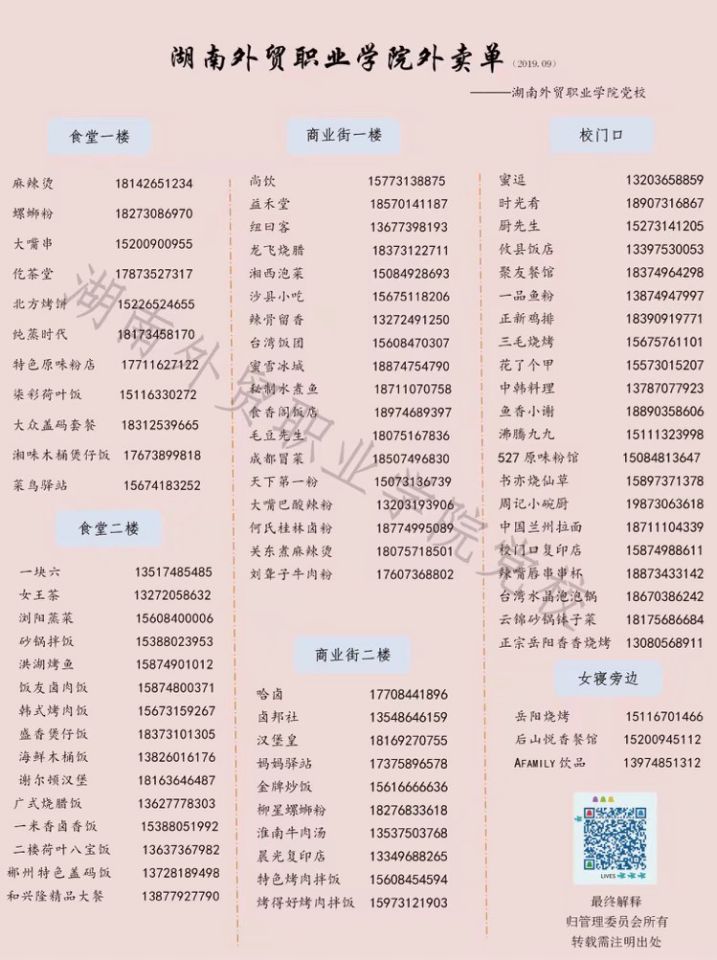 湖南外贸职业学院外卖单（2019.09）
———湖南外贸职业学院党校
食堂一楼
麻辣烫 18142651234
螺蛳粉 18273086970
大嘴串 15200900955
仡茶堂 17873527317
北方烤饼 15226524655
纯蒸时代 18173458170
特色原味粉店 17711627122
柒彩荷叶饭 15116330272
大众盖码套餐 18312539665
湘味木桶煲仔饭 17673899818
菜鸟驿站 15674183252
食堂二楼
一块六 13517485485
女王茶 13272058632
浏阳蒸菜 15608400006
砂锅拌饭 15388023953
洪湖烤鱼 15874901012
饭友卤肉饭 15874800371
韩式烤肉饭 15673159267
盛香煲仔饭 18373101305
海鲜木桶饭 13826016176
谢尔顿汉堡 18163646487
广式烧腊饭 13627778303
一米香卤香饭 15388051992
二楼荷叶八宝饭 13637367982
郴州特色盖码饭 13728189498
和兴隆精品大餐 13877927790
商业街一楼
尚饮 15773138875
益禾堂 18570141187
纽曰客 13677398193
龙飞烧腊 18373122711
湘西泡菜 15084928693
沙县小吃 15675118206
辣骨留香 13272491250
台湾饭团 15608470307
蜜雪冰城 18874754790
秘制水煮鱼 18711070758
食香阁饭店 18974689397
毛豆先生 18075167836
成都冒菜 18507496830
天下第一粉 15073136739
大嘴巴酸辣粉 13203193906
何氏桂林卤粉 18774995089
关东煮麻辣烫 18075718501
刘聋子牛肉粉 17607368802
商业街二楼
哈卤 17708441896
卤邦社 13548646159
汉堡皇 18169270755
妈妈驿站 17375896578
金牌炒饭 15616666636
柳星螺蛳粉 18276833618
淮南牛肉汤 13537503768
晨光复印店 13349688265
特色烤肉拌饭 15608454594
烤得好烤肉拌饭 15973121903
校门口
蜜逗 13203658859
时光肴 18907316867
厨先生 15273141205
攸县饭店 13397530053
聚友餐馆 18374964298
一品鱼粉 13874947997
正新鸡排 18390919771
三毛烧烤 15675761101
花了个甲 15573015207
中韩料理 13787077923
鱼香小谢 18890358606
沸腾九九 15111323998
527 原味粉馆 15084813647
书亦烧仙草 15897371378
周记小碗厨 19873063618
中国兰州拉面 18711104339
校门口复印店 15874988611
辣嘴唇串串杯 18873433142
台湾水晶泡泡锅 18670386242
云锦砂锅钵子菜 18175686684
正宗岳阳香香烧烤 13080568911
女寝旁边
岳阳烧烤 15116701466
后山悦香餐馆 15200945112
AFAMILY 饮品 13974851312
LIVES
最终解释
归管理委员会所有
转载需注明出处
湖南外贸职业学院党校